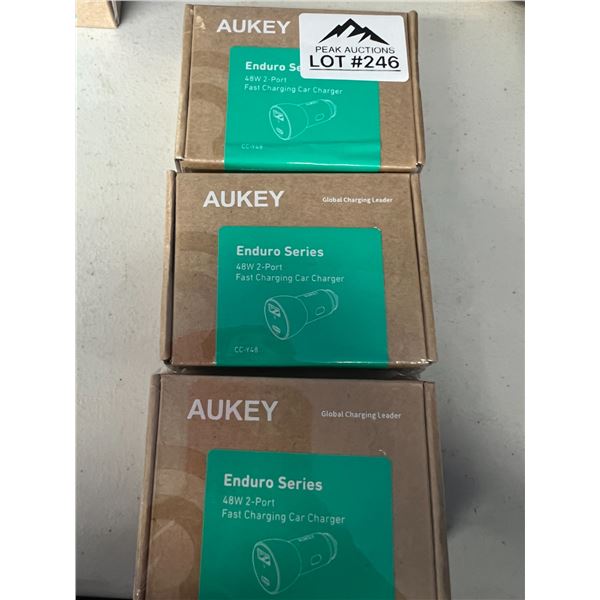 AUKEY
PEAK AUCTIONS
LOT #246
Enduro Se
48W 2-Port
Fast Charging Car Charger
CC-Y48
AUKEY
Global Charging Leader
Enduro Series
48W 2-Port
Fast Charging Car Charger
CC-Y48
AUKEY
Global Charging Leader
Enduro Series
48W 2-Port
Fast Charging Car Charger